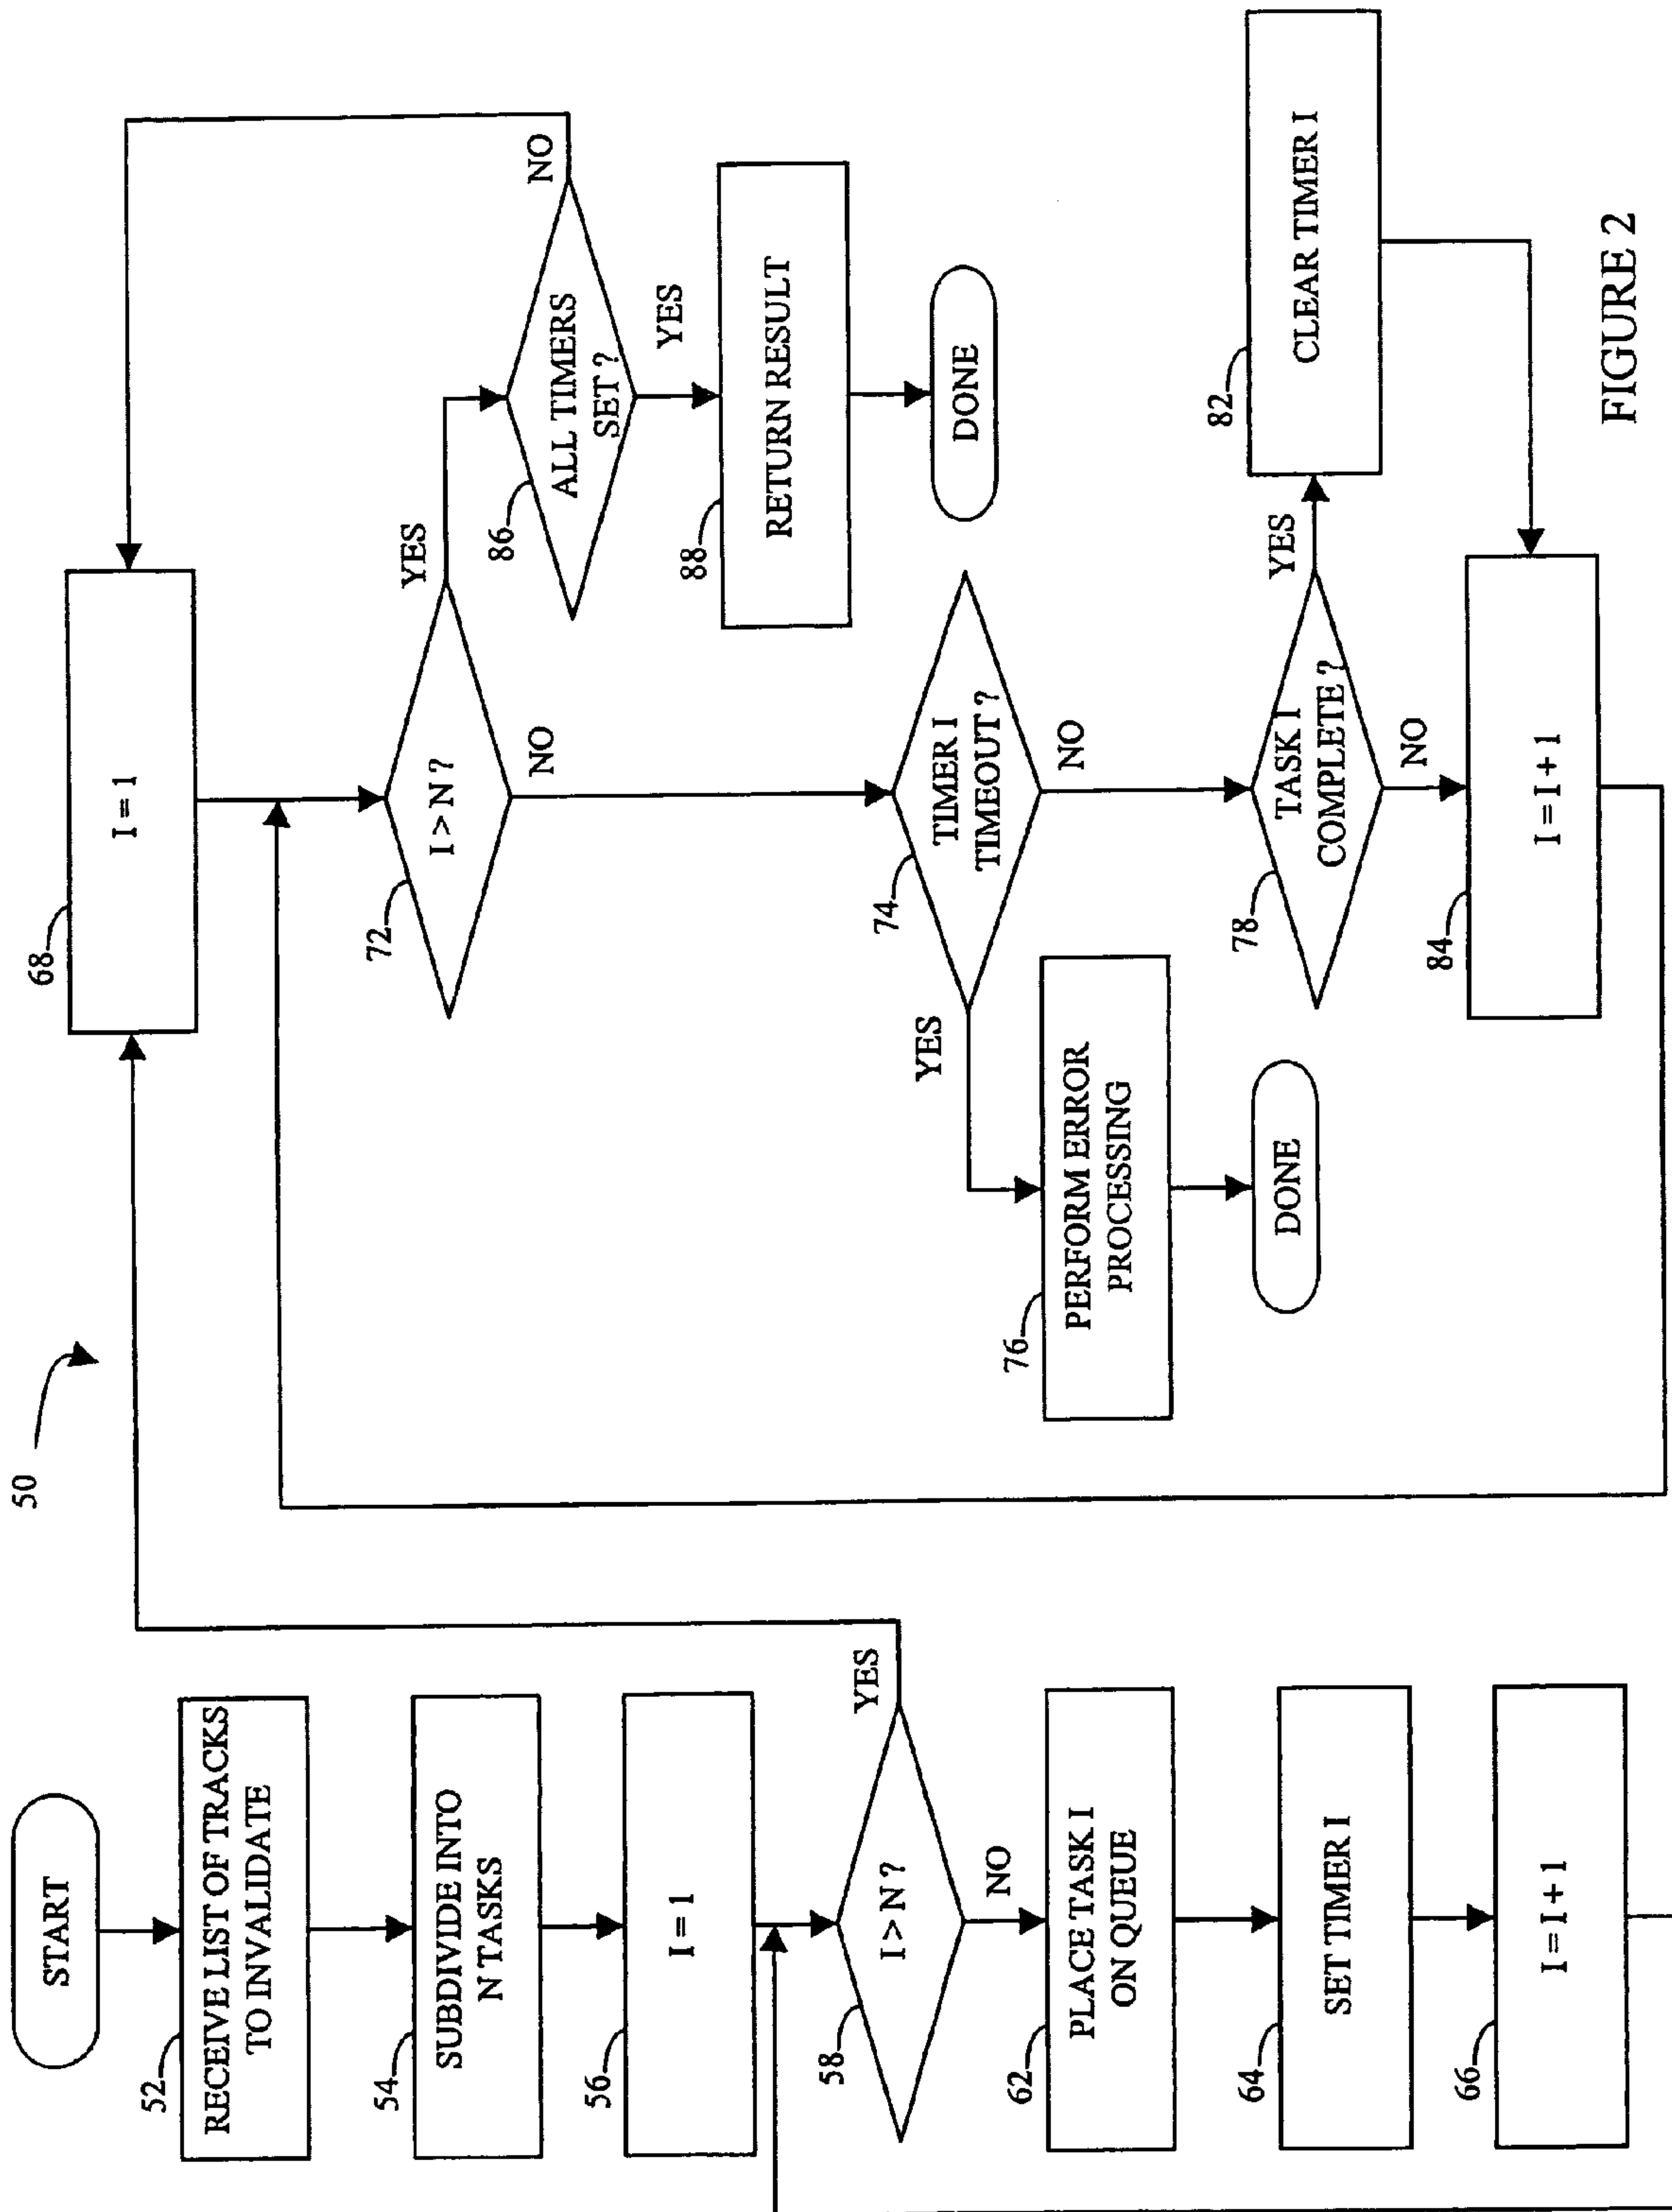 50
START
52
RECEIVE LIST OF TRACKS
TO INVALIDATE
54
SUBDIVIDE INTO
N TASKS
56
I = 1
58
I > N ?
YES
NO
62
PLACE TASK I
ON QUEUE
64
SET TIMER I
66
I = I + 1
68
I = 1
72
I > N ?
YES
NO
86
ALL TIMERS
SET ?
NO
YES
88
RETURN RESULT
DONE
74
TIMER I
TIMEOUT ?
YES
NO
76
PERFORM ERROR
PROCESSING
DONE
78
TASK I
COMPLETE ?
YES
NO
82
CLEAR TIMER I
84
I = I + 1
FIGURE 2